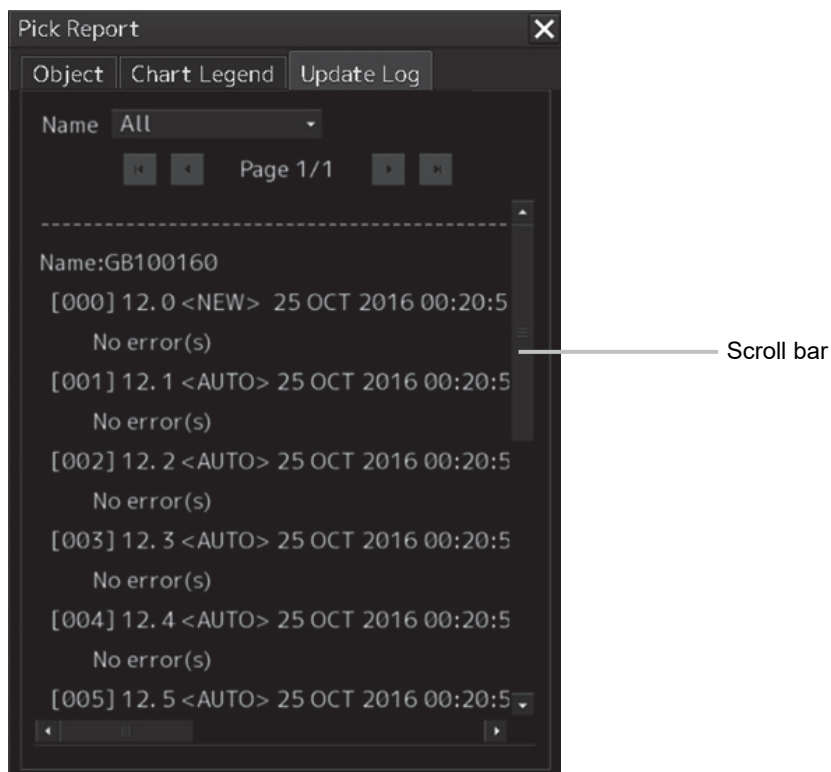 Pick Report
Object Chart Legend Update Log
Name All
Page 1/1
Name:GB100160
[000] 12. 0 <NEW> 25 OCT 2016 00:20:5
No error(s)
[001] 12. 1 <AUTO> 25 OCT 2016 00:20:5
No error(s)
[002] 12. 2 <AUTO> 25 OCT 2016 00:20:5
No error(s)
[003] 12. 3 <AUTO> 25 OCT 2016 00:20:5
No error(s)
[004] 12. 4 <AUTO> 25 OCT 2016 00:20:5
No error(s)
[005] 12. 5 <AUTO> 25 OCT 2016 00:20:5
Scroll bar